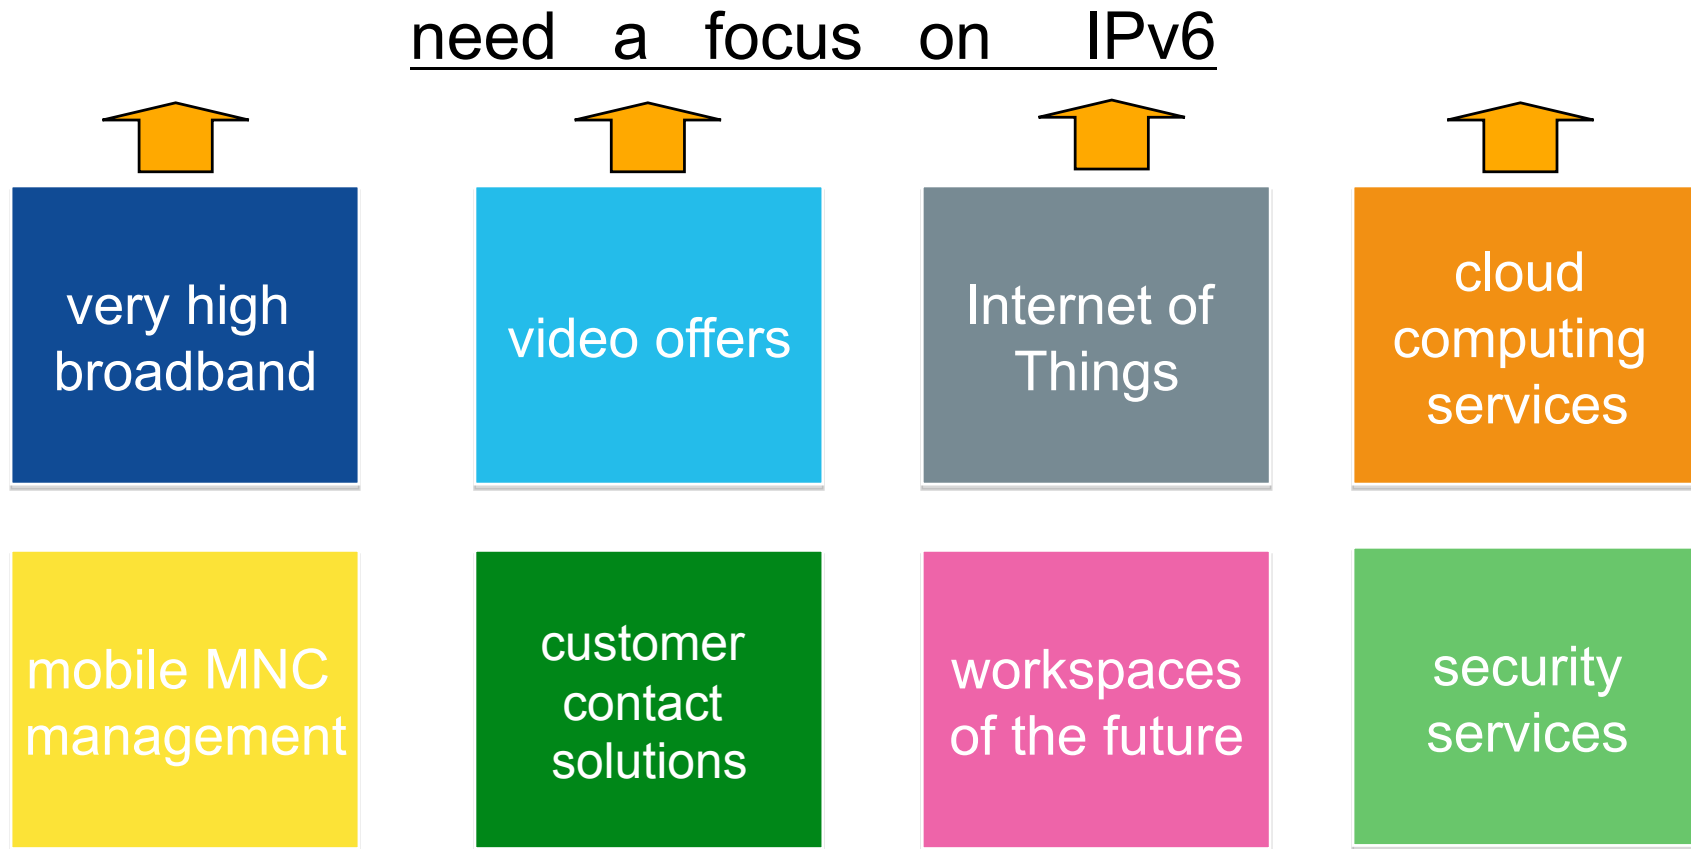 need a focus on IPv6
very high
broadband
video offers
Internet of
Things
cloud
computing
services
mobile MNC
management
customer
contact
solutions
workspaces
of the future
security
services